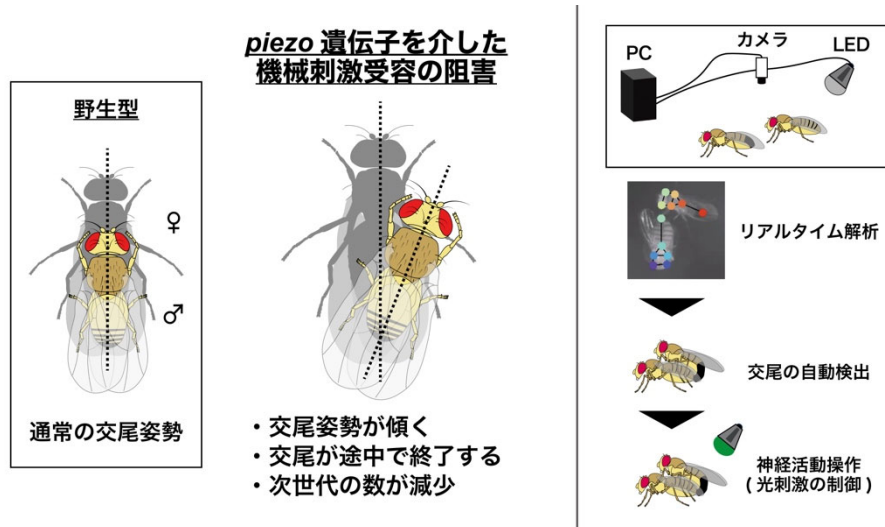 piezo 遺伝子を介した
機械刺激受容の阻害
野生型
♀
♂
通常の交尾姿勢
・交尾姿勢が傾く
・交尾が途中で終了する
・次世代の数が減少
PC
カメラ
LED
リアルタイム解析
交尾の自動検出
神経活動操作
( 光刺激の制御 )